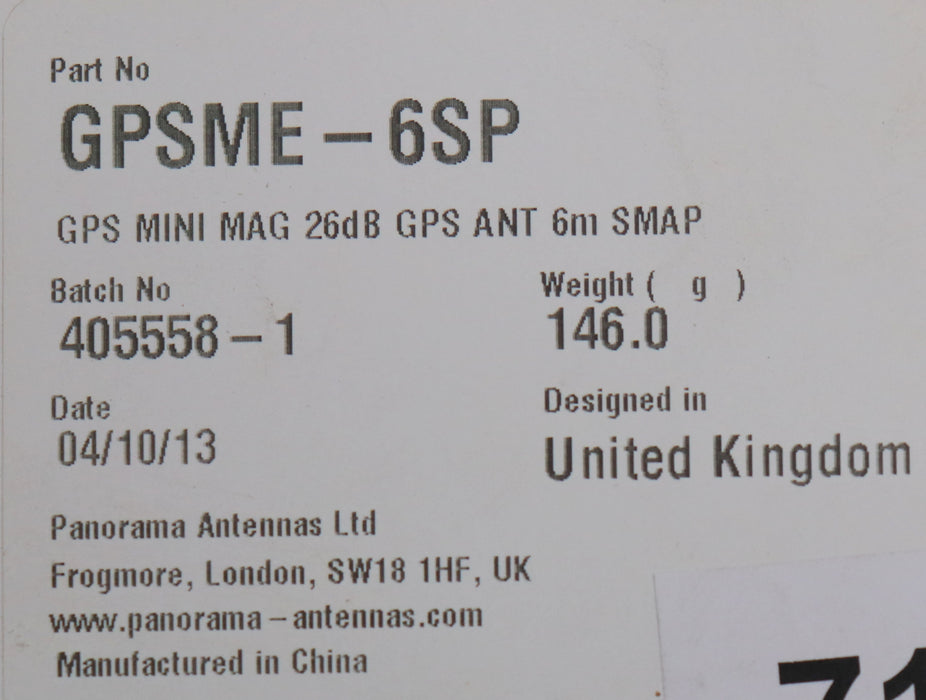 Part No
GPSME-6SP
GPS MINI MAG 26dB GPS ANT 6m SMAP
Batch No
405558-1
Weight ( g )
146.0
Date
04/10/13
Designed in
United Kingdom
Panorama Antennas Ltd
Frogmore, London, SW18 1HF, UK
www.panorama-antennas.com
Manufactured in China